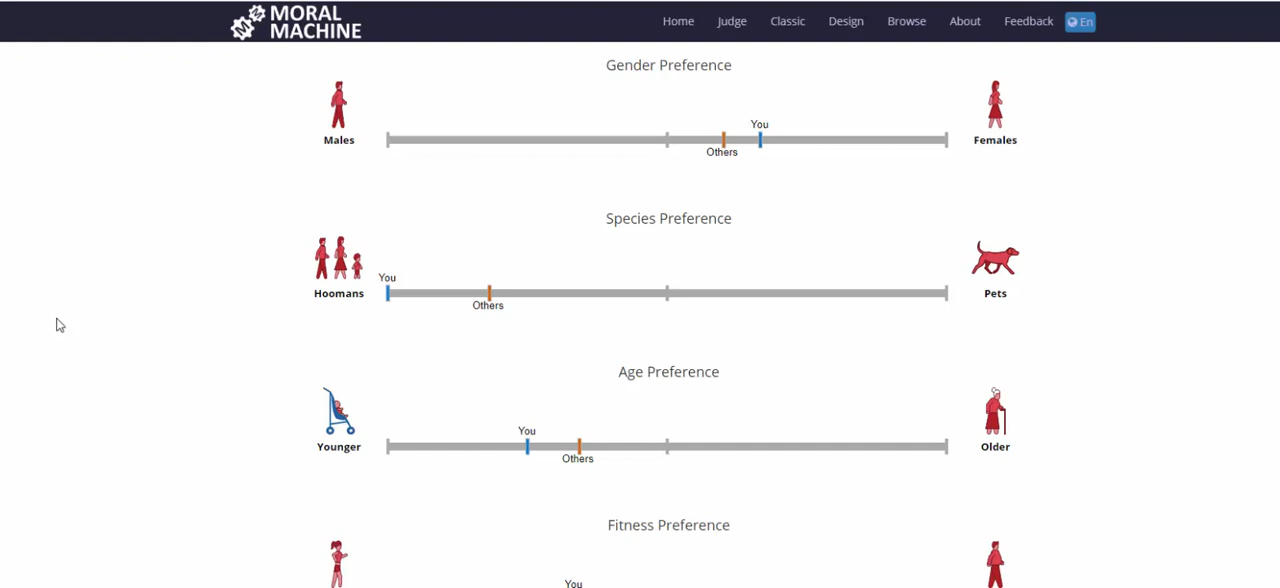 MORAL
MACHINE
Home Judge Classic Design Browse About Feedback En
Gender Preference
You
Males Females
Others
Species Preference
You
Hoomans Pets
Others
Age Preference
You
Younger Older
Others
Fitness Preference
You